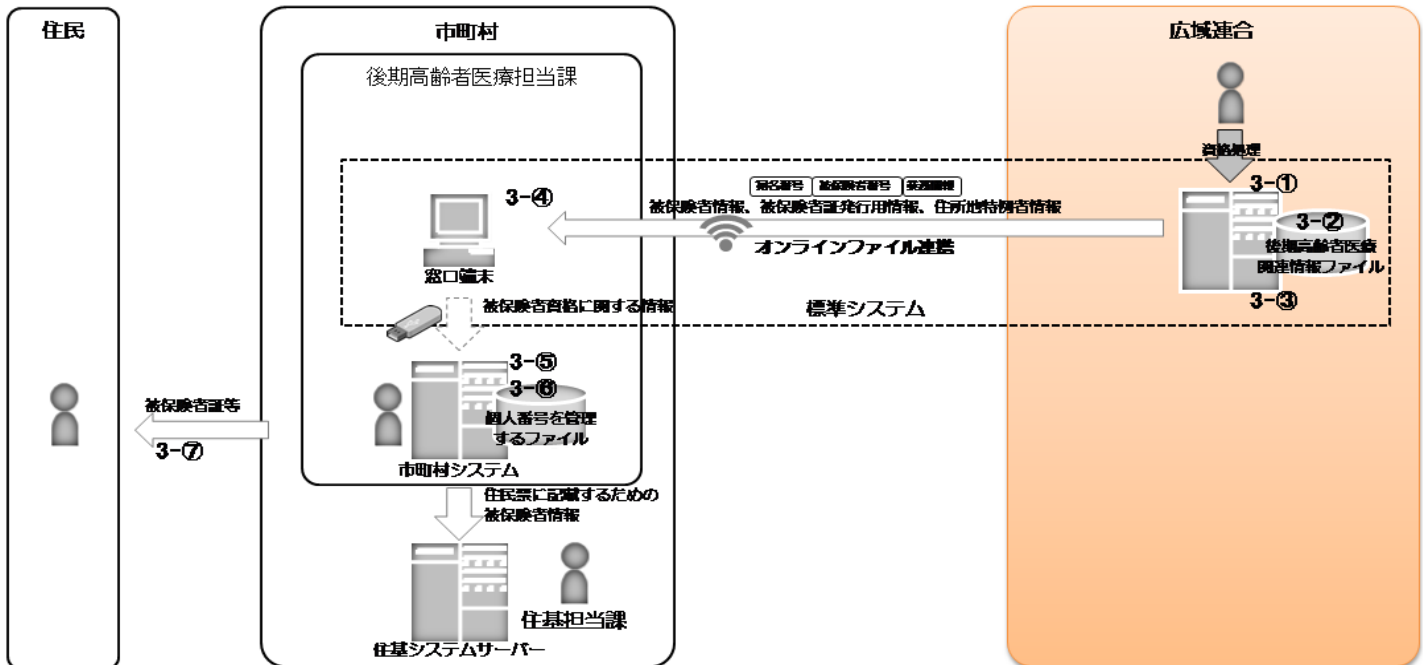 住民
市町村
広域連合
後期高齢者医療担当課
資格処理
3-①
宛名番号 被保険者番号 業務情報
3-④
被保険者情報、被保険者証発行用情報、住所地特例者情報
3-②
オンラインファイル連携
後期高齢者医療
関連情報ファイル
窓口端末
3-③
被保険者資格に関する情報
標準システム
3-⑤
3-⑥
被保険者証等
個人番号を管理
するファイル
3-⑦
市町村システム
住民票に記載するための
被保険者情報
住基担当課
住基システムサーバー